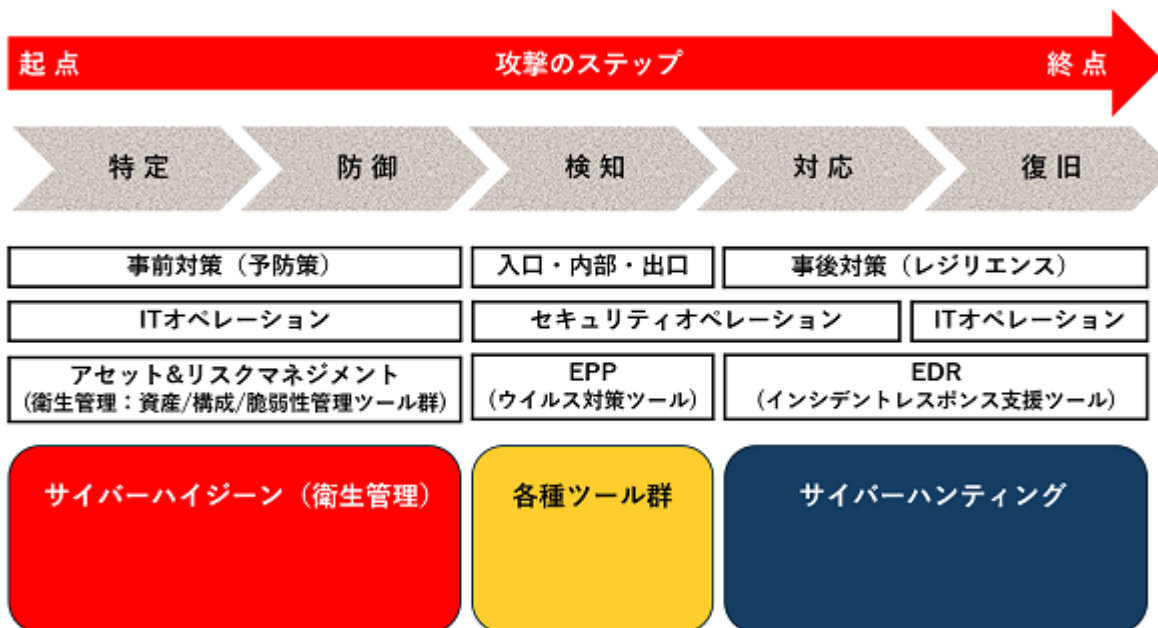 起点 攻撃のステップ 終点
特定 防御 検知 対応 復旧
事前対策（予防策） 入口・内部・出口 事後対策（レジリエンス）
ITオペレーション セキュリティオペレーション ITオペレーション
アセット&リスクマネジメント EPP EDR
（衛生管理：資産/構成/脆弱性管理ツール群） （ウイルス対策ツール） （インシデントレスポンス支援ツール）
サイバーハイジーン（衛生管理） 各種ツール群 サイバーハンティング